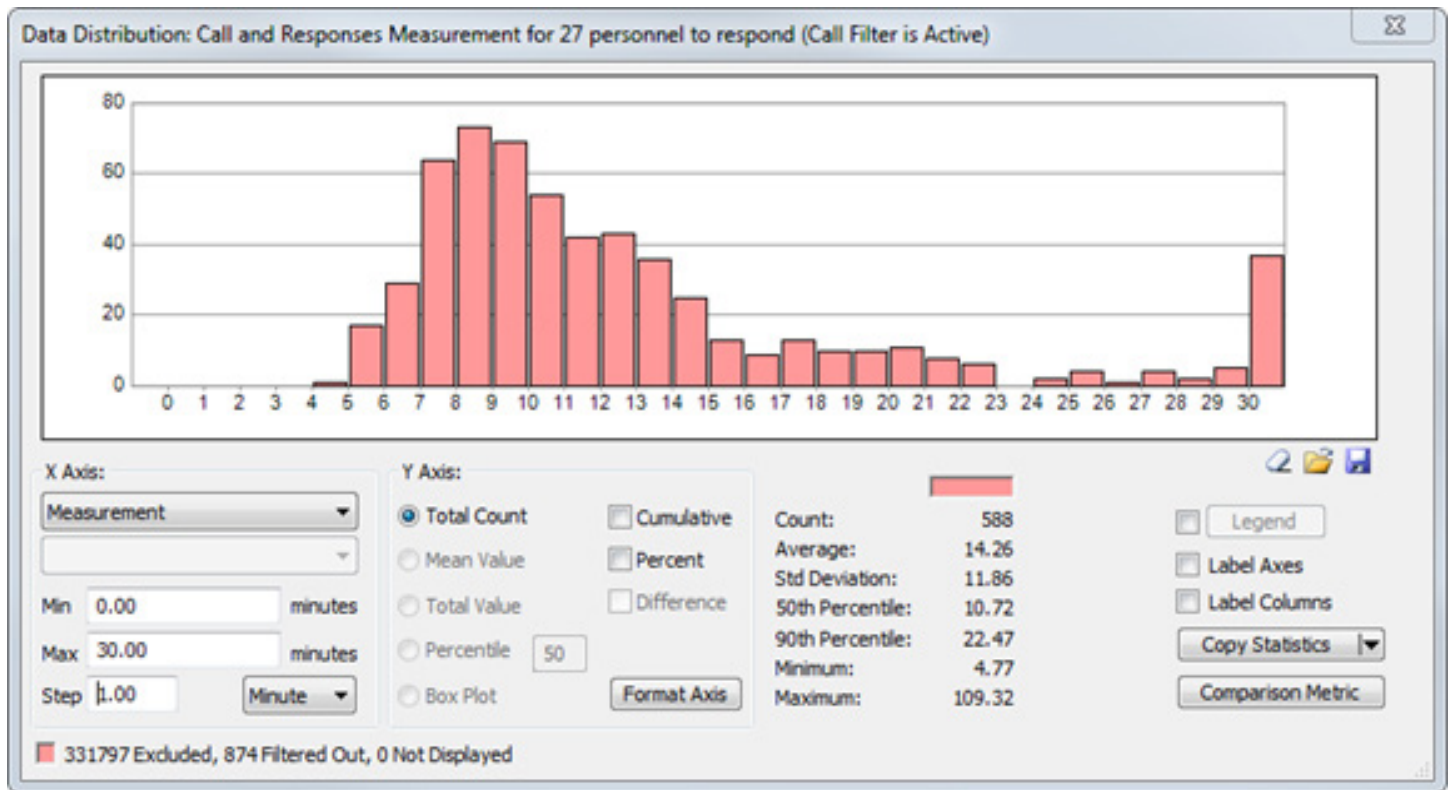 Data Distribution: Call and Responses Measurement for 27 personnel to respond (Call Filter is Active)
80
60
40
20
0
0 1 2 3 4 5 6 7 8 9 10 11 12 13 14 15 16 17 18 19 20 21 22 23 24 25 26 27 28 29 30
X Axis:
Measurement
Min 0.00 minutes
Max 30.00 minutes
Step 1.00 Minute
Y Axis:
Total Count Cumulative
Mean Value Percent
Total Value Difference
Percentile 50
Box Plot Format Axis
Count: 588
Average: 14.26
Std Deviation: 11.86
50th Percentile: 10.72
90th Percentile: 22.47
Minimum: 4.77
Maximum: 109.32
Legend
Label Axes
Label Columns
Copy Statistics
Comparison Metric
331797 Excluded, 874 Filtered Out, 0 Not Displayed